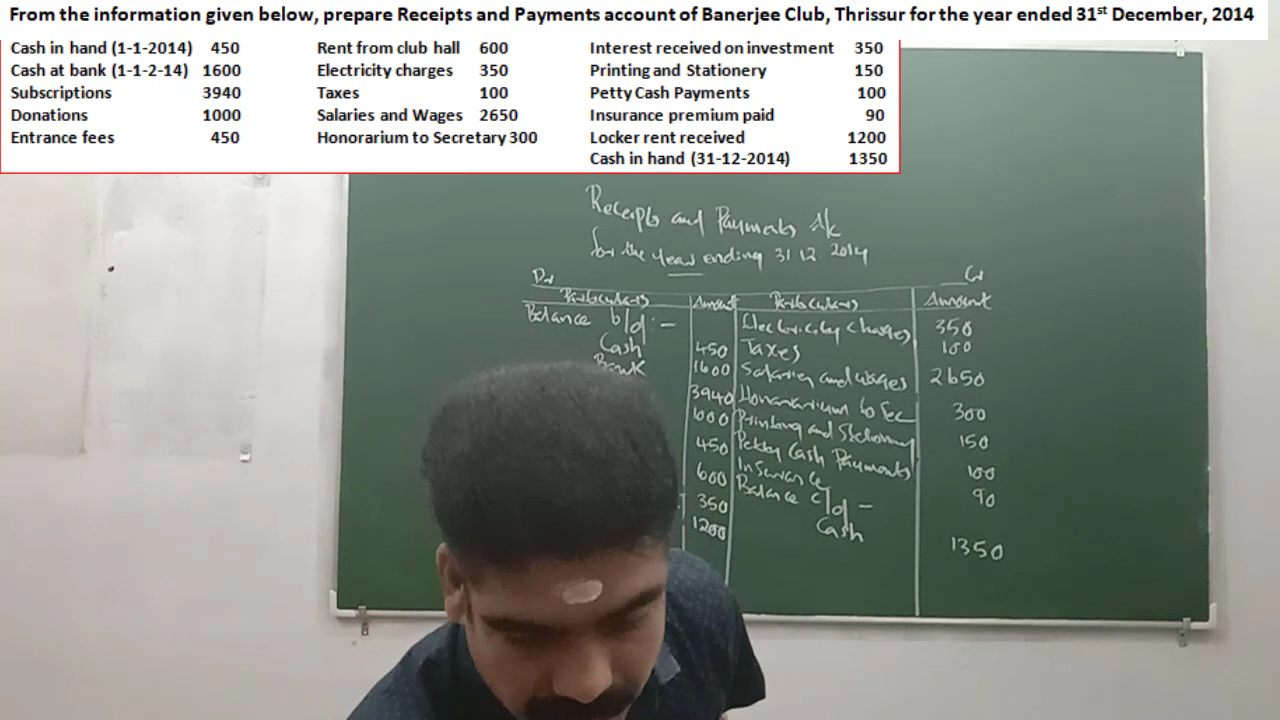 From the information given below, prepare Receipts and Payments account of Banerjee Club, Thrissur for the year ended 31st December, 2014
Cash in hand (1-1-2014) 450 Rent from club hall 600 Interest received on investment 350
Cash at bank (1-1-2-14) 1600 Electricity charges 350 Printing and Stationery 150
Subscriptions 3940 Taxes 100 Petty Cash Payments 100
Donations 1000 Salaries and Wages 2650 Insurance premium paid 90
Entrance fees 450 Honorarium to Secretary 300 Locker rent received 1200
Cash in hand (31-12-2014) 1350
Receipts and Payments A/c
for the year ending 31 12 2014
Dr Cr
Particulars Amount Particulars Amount
Balance b/d :- Electricity charges 350
Cash 450 Taxes 100
Bank 1600 Salaries and wages 2650
3940 Honararium to Sec 300
1000 Printing and Stationary 150
450 Petty Cash Payments 100
600 Insurance 90
350 Balance c/d -
1200 Cash 1350